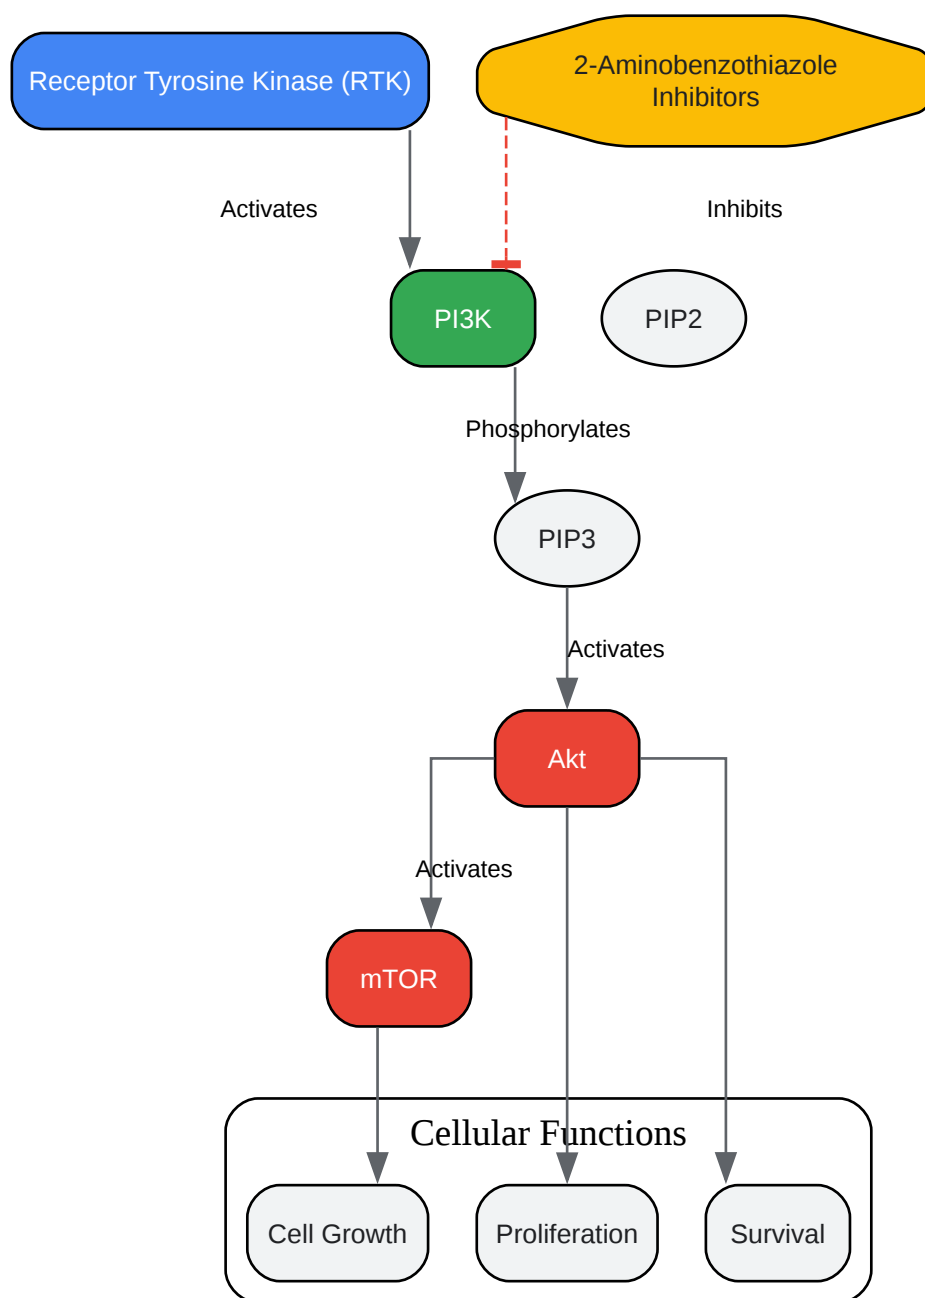 Receptor Tyrosine Kinase (RTK)
2-Aminobenzothiazole
Inhibitors
Activates
Inhibits
PI3K
PIP2
Phosphorylates
PIP3
Activates
Akt
Activates
mTOR
Cellular Functions
Cell Growth
Proliferation
Survival